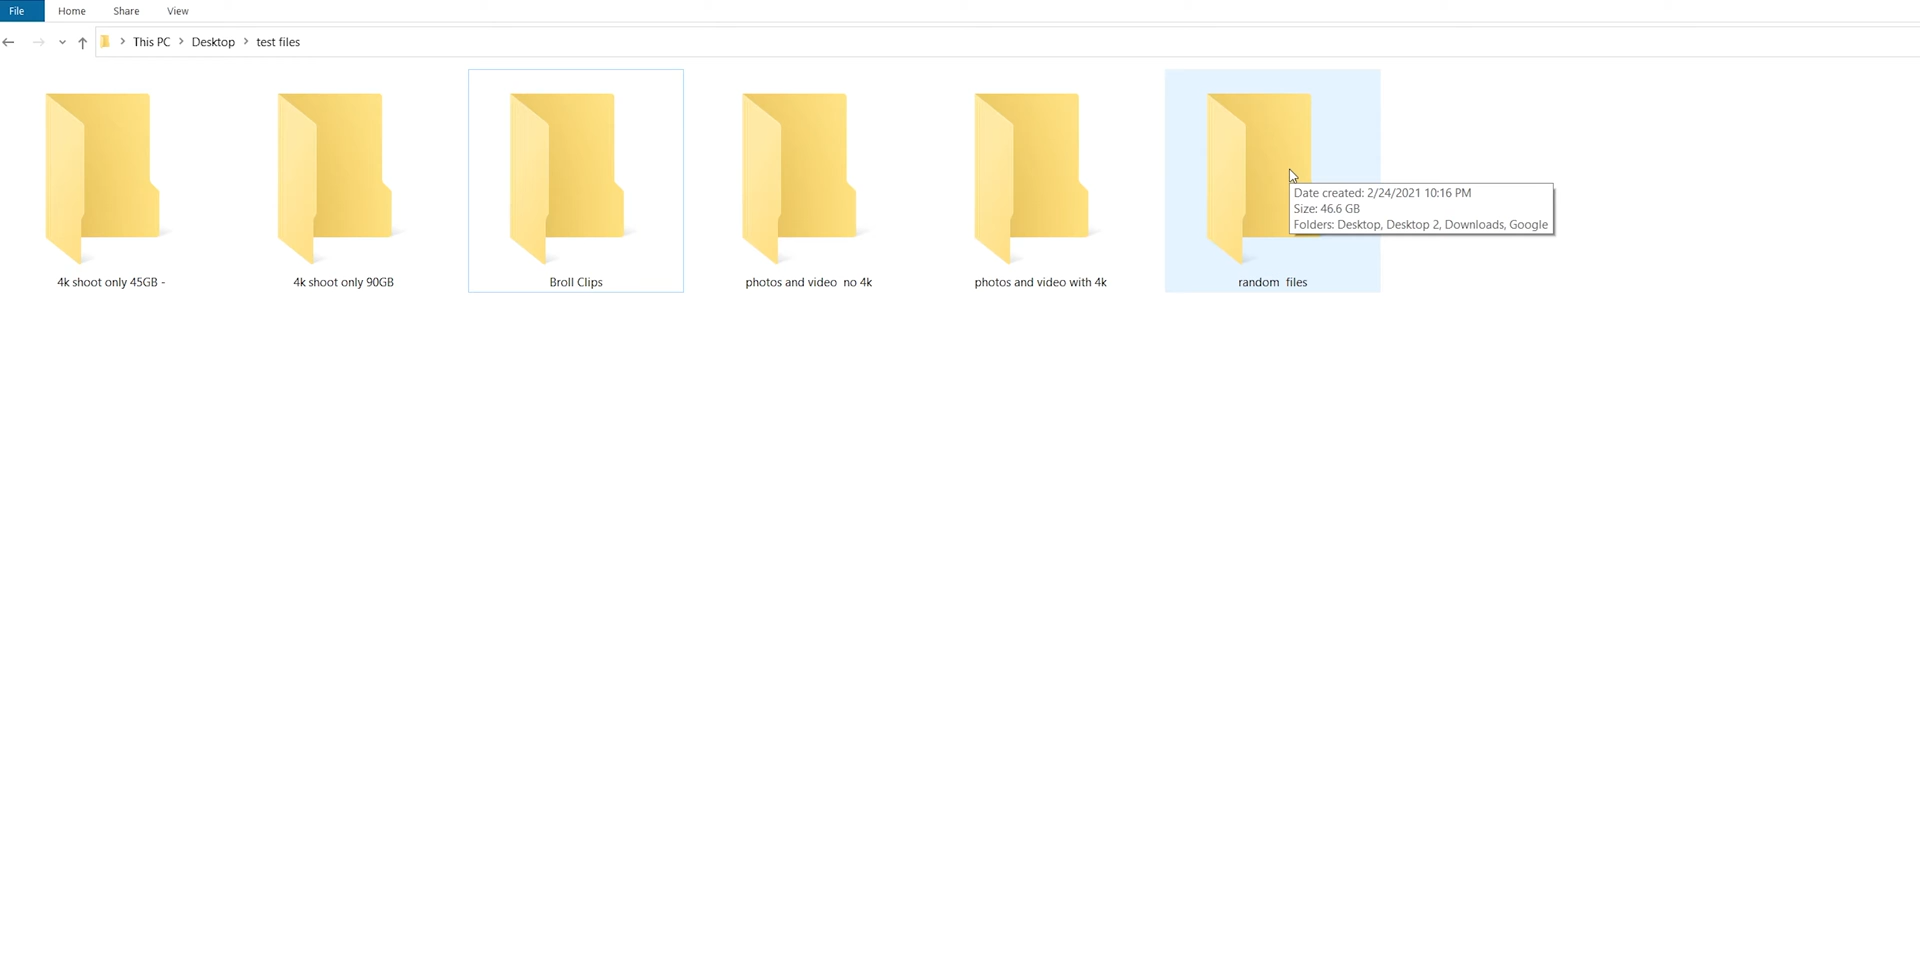 File Home Share View
This PC > Desktop > test files
Date created: 2/24/2021 10:16 PM
Size: 46.6 GB
Folders: Desktop, Desktop 2, Downloads, Google
4k shoot only 45GB -
4k shoot only 90GB
Broll Clips
photos and video  no 4k
photos and video with 4k
random  files